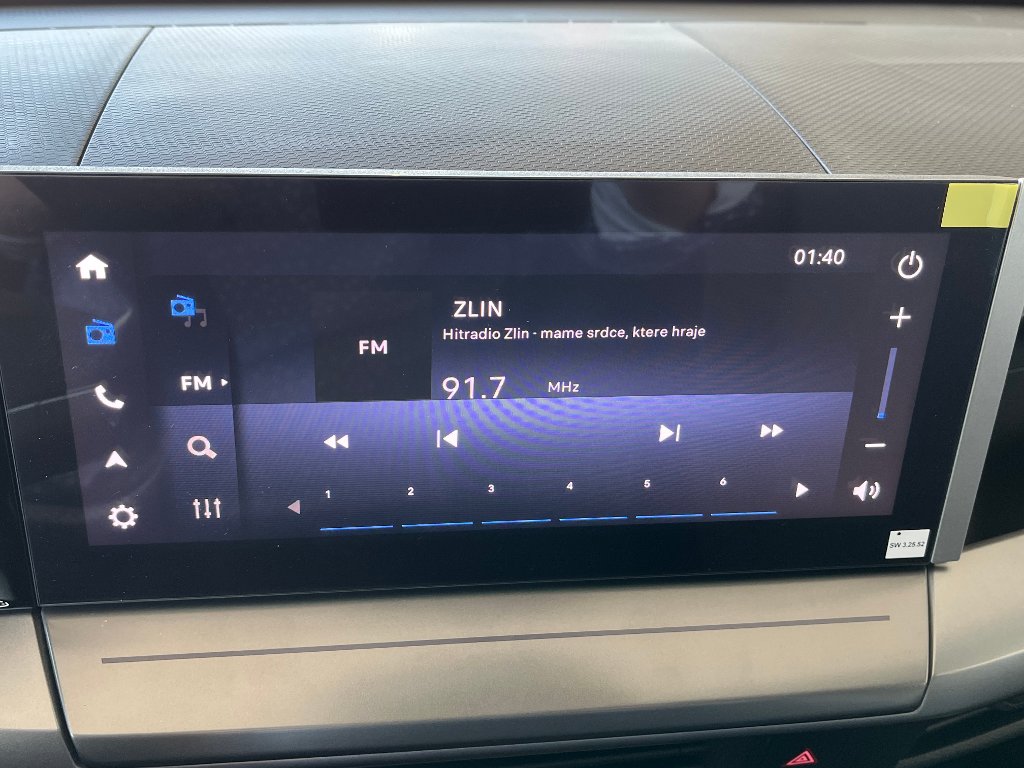 01:40
ZLIN
Hitradio Zlin - mame srdce, ktere hraje
FM
FM
91.7 MHz
1 2 3 4 5 6
SW 3.25.52